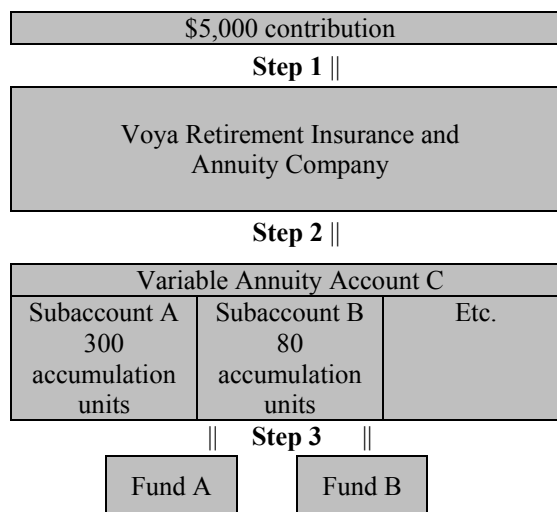 $5,000 contribution
Step 1 ||
Voya Retirement Insurance and
Annuity Company
Step 2 ||
Variable Annuity Account C
Subaccount A
300
accumulation
units
Subaccount B
80
accumulation
units
Etc.
|| Step 3 ||
Fund A
Fund B